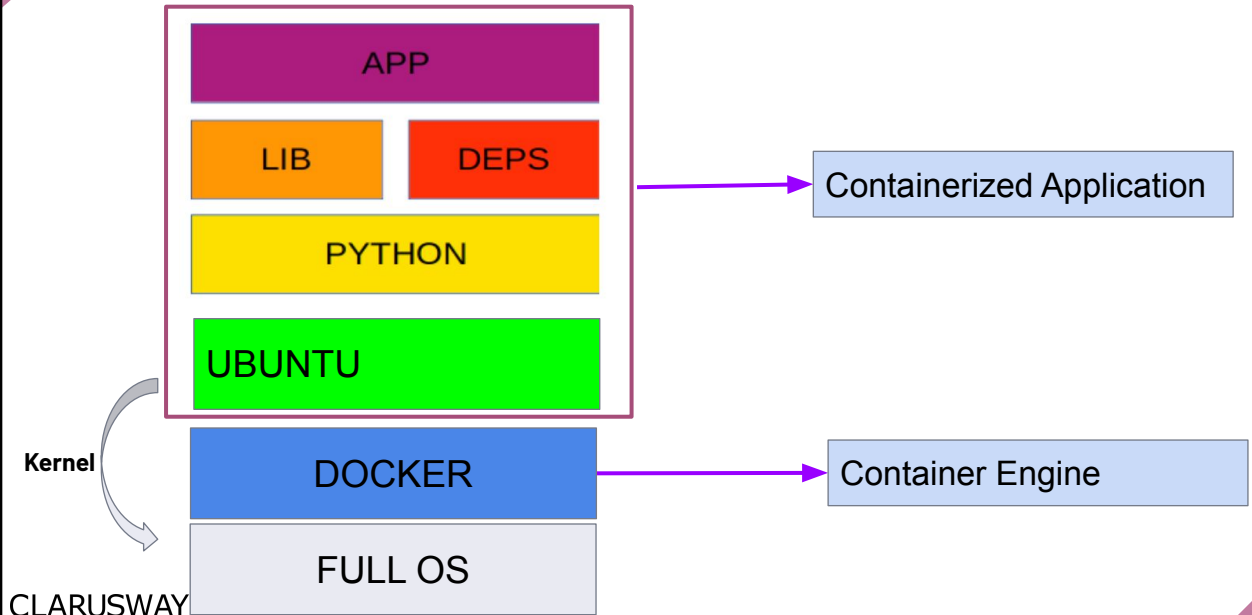 APP
LIB
DEPS
Containerized Application
PYTHON
UBUNTU
Kernel
DOCKER
Container Engine
FULL OS
CLARUSWAY